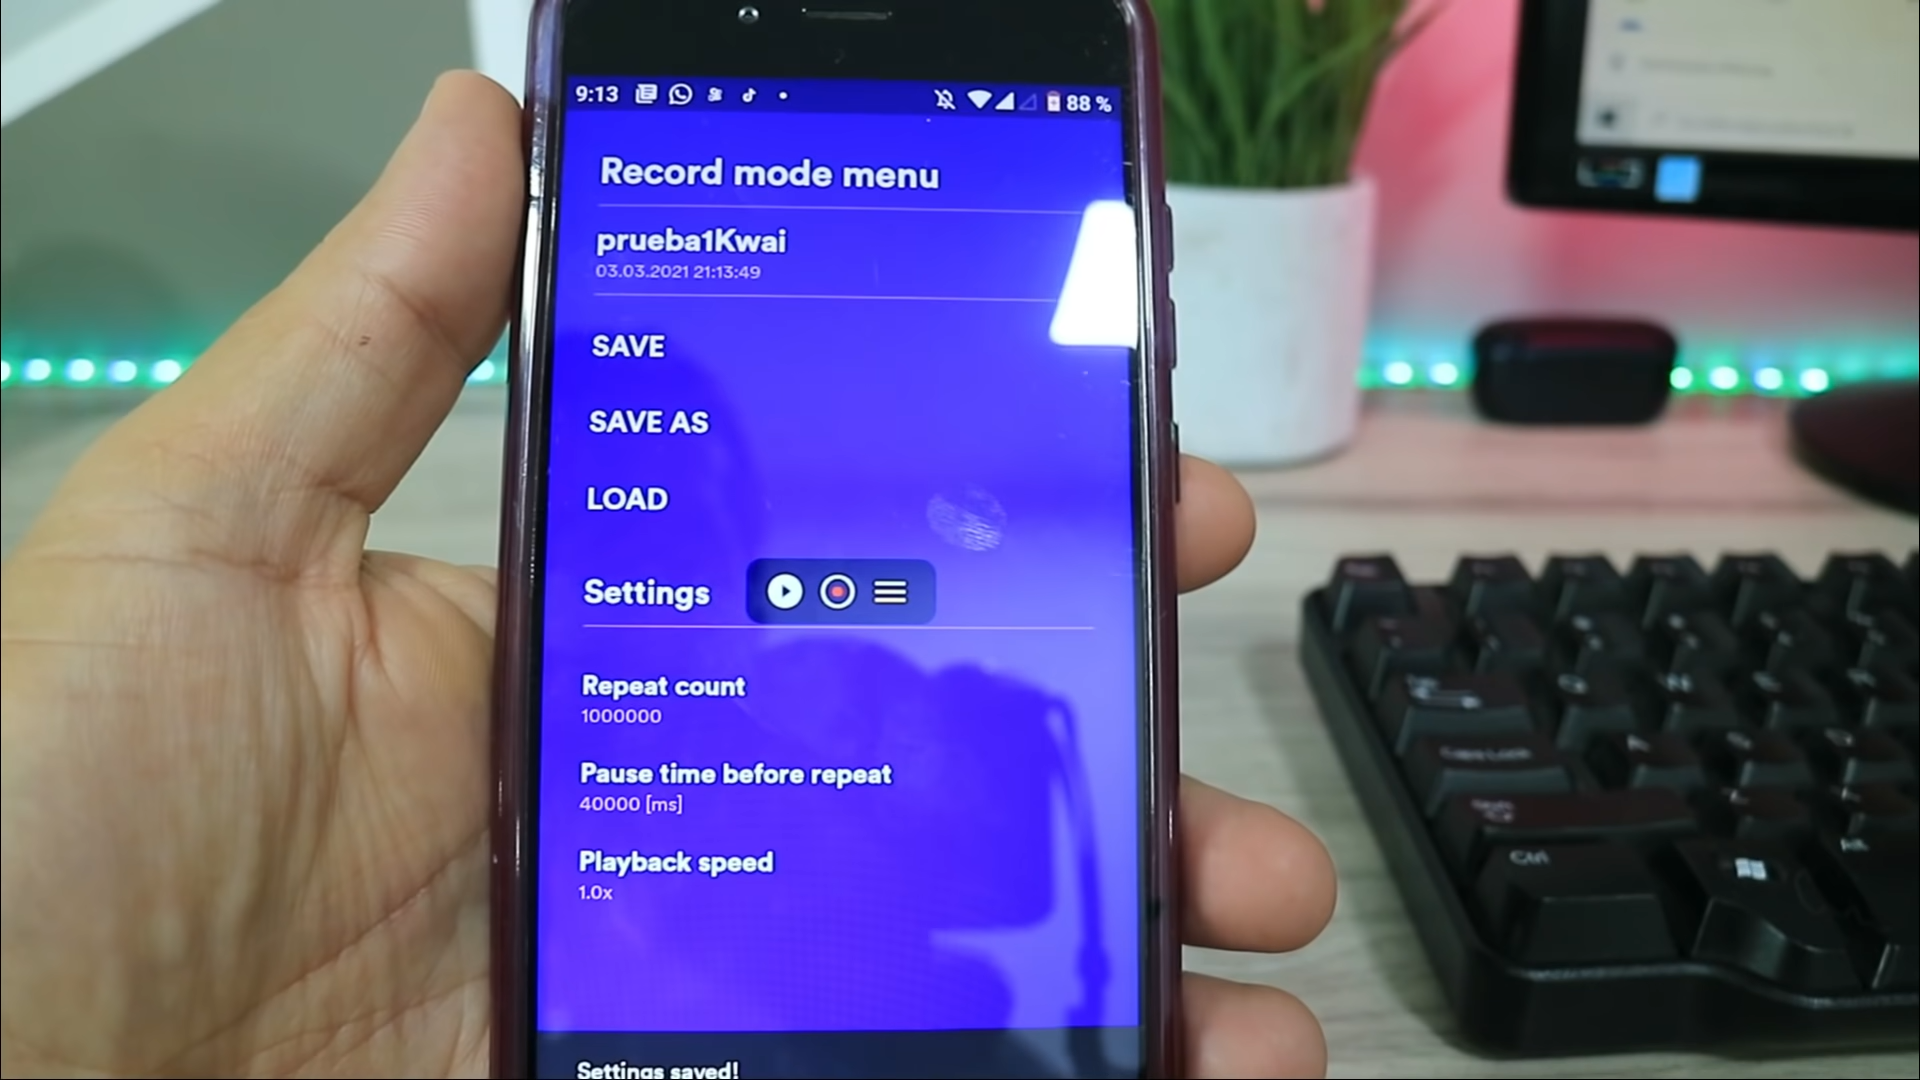 9:13
88 %
Record mode menu
prueba1Kwai
03.03.2021 21:13:49
SAVE
SAVE AS
LOAD
Settings
Repeat count
1000000
Pause time before repeat
40000 [ms]
Playback speed
1.0x
Settings saved!
Ctrl